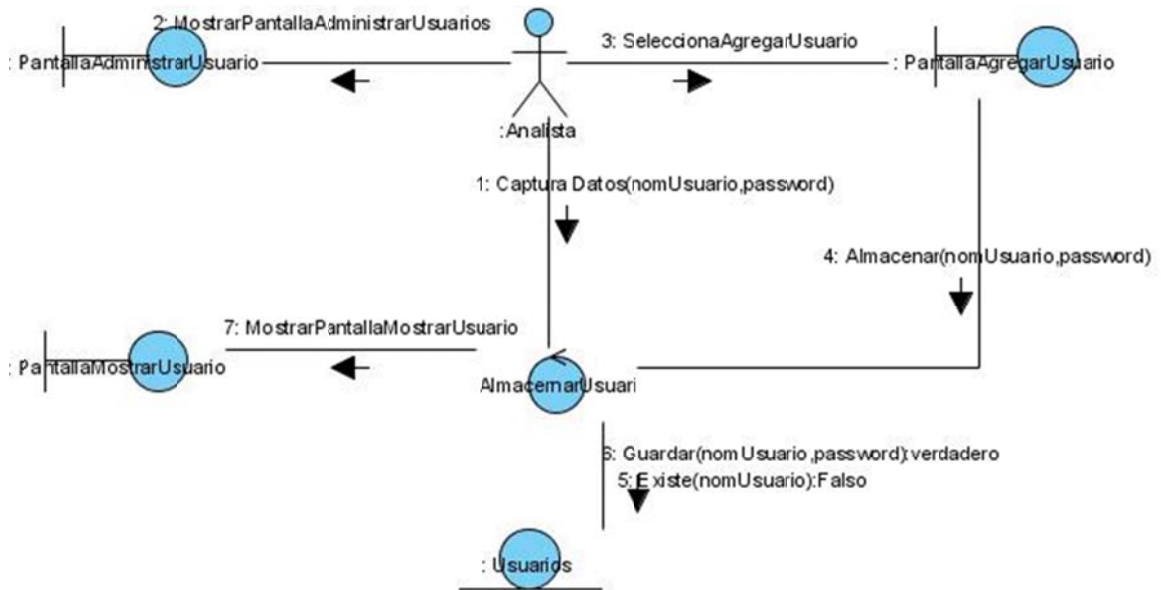 2: MostrarPantallaAdministrarUsuarios
3: SeleccionaAgregarUsuario
: PantallaAdministrarUsuario
: PantallaAgregarUsuario
:Analista
1: Captura Datos(nomUsuario,password)
4: Almacenar(nomUsuario,password)
7: MostrarPantallaMostrarUsuario
: PantallaMostrarUsuario
AlmacernarUsuari
6: Guardar(nomUsuario,password):verdadero
5: Existe(nomUsuario):Falso
: Usuarios